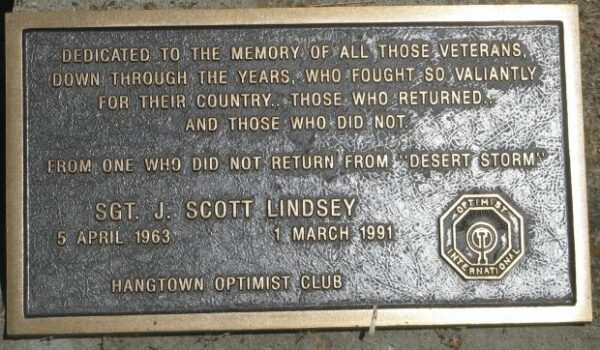 DEDICATED TO THE MEMORY OF ALL THOSE VETERANS,
DOWN THROUGH THE YEARS, WHO FOUGHT SO VALIANTLY
FOR THEIR COUNTRY.. THOSE WHO RETURNED..
AND THOSE WHO DID NOT.
FROM ONE WHO DID NOT RETURN FROM "DESERT STORM"
SGT. J. SCOTT LINDSEY
5 APRIL 1963 1 MARCH 1991
HANGTOWN OPTIMIST CLUB
OPTIMIST
INTERNATIONAL